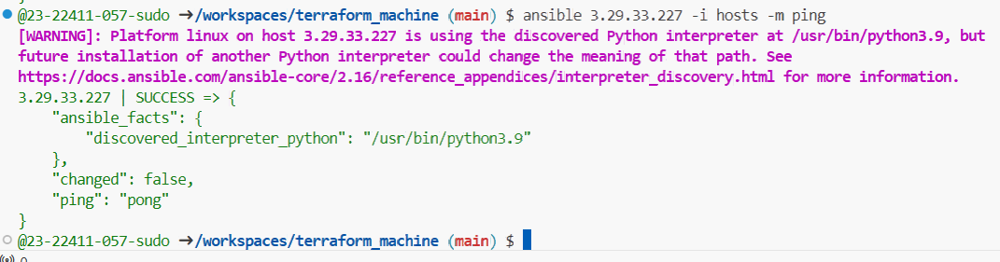 @23-22411-057-sudo →/workspaces/terraform_machine (main) $ ansible 3.29.33.227 -i hosts -m ping
[WARNING]: Platform linux on host 3.29.33.227 is using the discovered Python interpreter at /usr/bin/python3.9, but
future installation of another Python interpreter could change the meaning of that path. See
https://docs.ansible.com/ansible-core/2.16/reference_appendices/interpreter_discovery.html for more information.
3.29.33.227 | SUCCESS => {
    "ansible_facts": {
        "discovered_interpreter_python": "/usr/bin/python3.9"
    },
    "changed": false,
    "ping": "pong"
}
@23-22411-057-sudo →/workspaces/terraform_machine (main) $